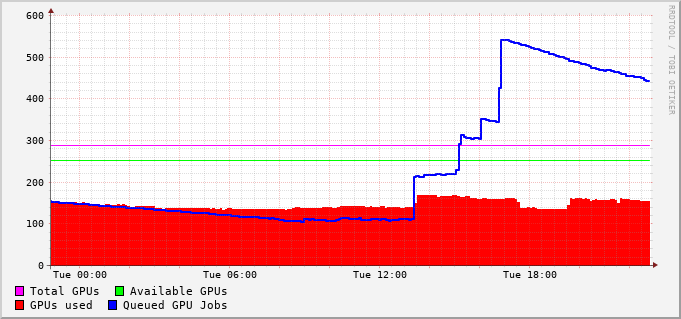 600
500
400
300
200
100
0
Tue 00:00 Tue 06:00 Tue 12:00 Tue 18:00
Total GPUs Available GPUs
GPUs used Queued GPU Jobs
RRDTOOL / TOBI OETIKER